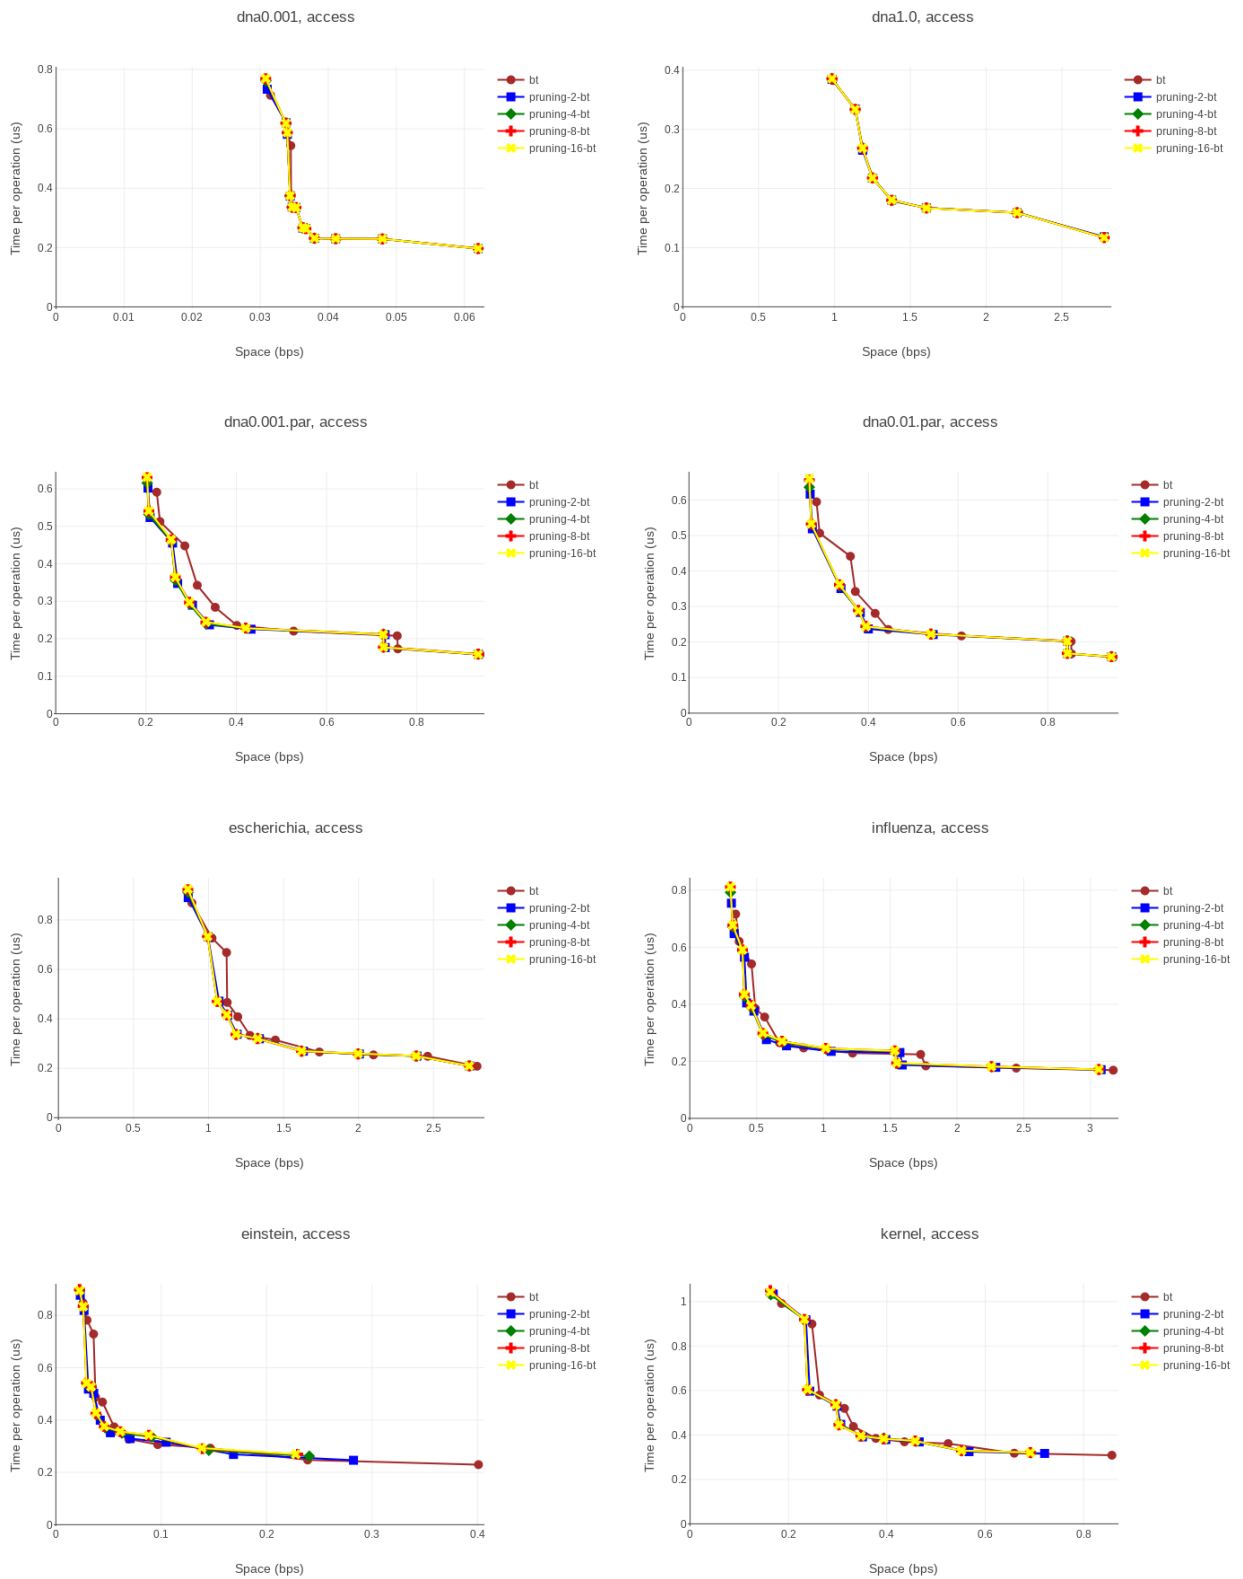 dna0.001, access
Time per operation (us)
0.8
0.6
0.4
0.2
0
0
0.01
0.02
0.03
0.04
0.05
0.06
Space (bps)
bt
pruning-2-bt
pruning-4-bt
pruning-8-bt
pruning-16-bt
dna1.0, access
Time per operation (us)
0.4
0.3
0.2
0.1
0
0
0.5
1
1.5
2
2.5
Space (bps)
bt
pruning-2-bt
pruning-4-bt
pruning-8-bt
pruning-16-bt
dna0.001.par, access
Time per operation (us)
0.6
0.5
0.4
0.3
0.2
0.1
0
0
0.2
0.4
0.6
0.8
Space (bps)
bt
pruning-2-bt
pruning-4-bt
pruning-8-bt
pruning-16-bt
dna0.01.par, access
Time per operation (us)
0.6
0.5
0.4
0.3
0.2
0.1
0
0
0.2
0.4
0.6
0.8
Space (bps)
bt
pruning-2-bt
pruning-4-bt
pruning-8-bt
pruning-16-bt
escherichia, access
Time per operation (us)
0.8
0.6
0.4
0.2
0
0
0.5
1
1.5
2
2.5
Space (bps)
bt
pruning-2-bt
pruning-4-bt
pruning-8-bt
pruning-16-bt
influenza, access
Time per operation (us)
0.8
0.6
0.4
0.2
0
0
0.5
1
1.5
2
2.5
3
Space (bps)
bt
pruning-2-bt
pruning-4-bt
pruning-8-bt
pruning-16-bt
einstein, access
Time per operation (us)
0.8
0.6
0.4
0.2
0
0
0.1
0.2
0.3
0.4
Space (bps)
bt
pruning-2-bt
pruning-4-bt
pruning-8-bt
pruning-16-bt
kernel, access
Time per operation (us)
1
0.8
0.6
0.4
0.2
0
0
0.2
0.4
0.6
0.8
Space (bps)
bt
pruning-2-bt
pruning-4-bt
pruning-8-bt
pruning-16-bt